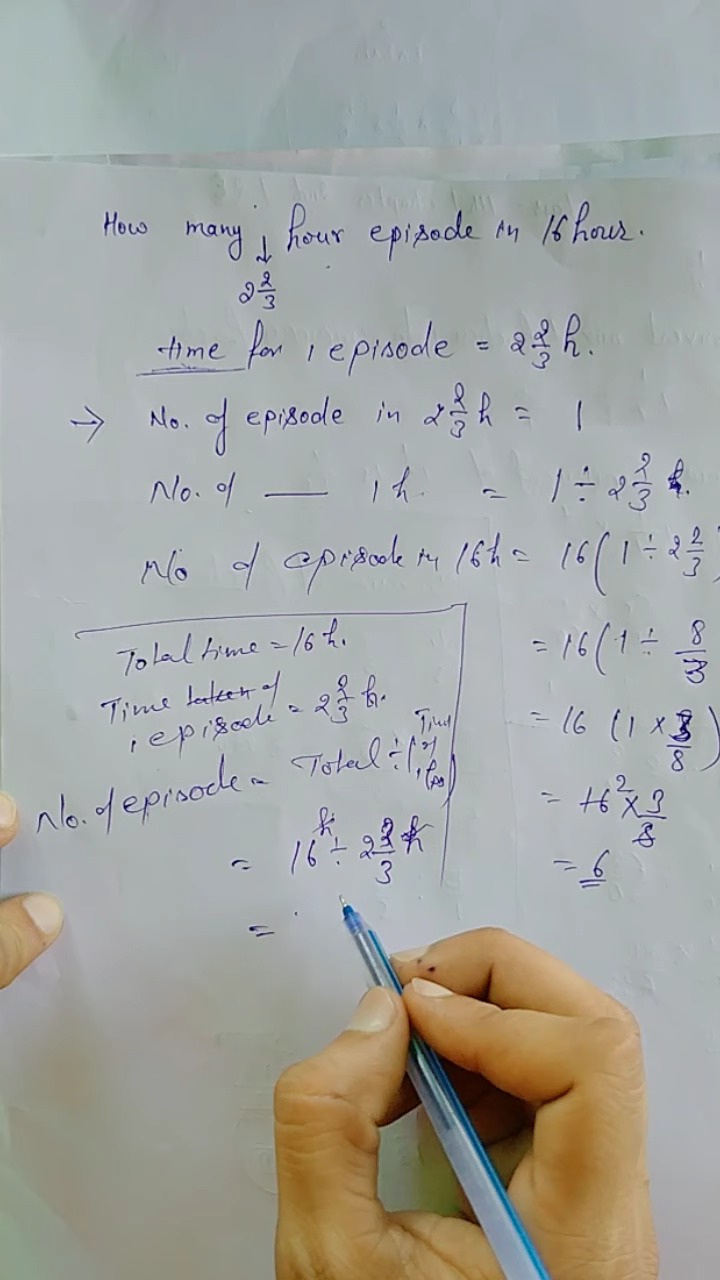 How many ↓ hour episode in 16 hour.
2 2/3
time for 1 episode = 2 2/3 h.
→ No. of episode in 2 2/3 h = 1
No. of — 1 h. = 1 ÷ 2 2/3 h.
No of episode in 16h = 16(1 ÷ 2 2/3
= 16(1 ÷ 8/3
= 16 (1 × 3/8)
= 16 2 × 3/8
= 6
Total time = 16 h.
Time taken of
1 episode = 2 2/3 h.
No. of episode = Total ÷ (Time of 1
= 16 h ÷ 2 2/3 h
=